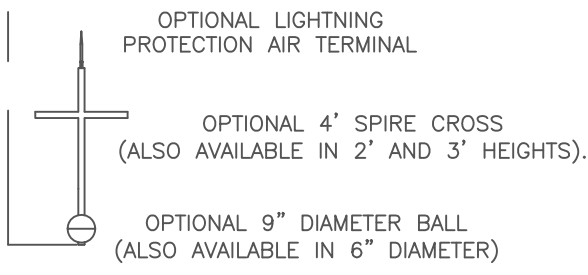 OPTIONAL LIGHTNING
PROTECTION AIR TERMINAL
OPTIONAL 4' SPIRE CROSS
(ALSO AVAILABLE IN 2' AND 3' HEIGHTS).
OPTIONAL 9" DIAMETER BALL
(ALSO AVAILABLE IN 6" DIAMETER)